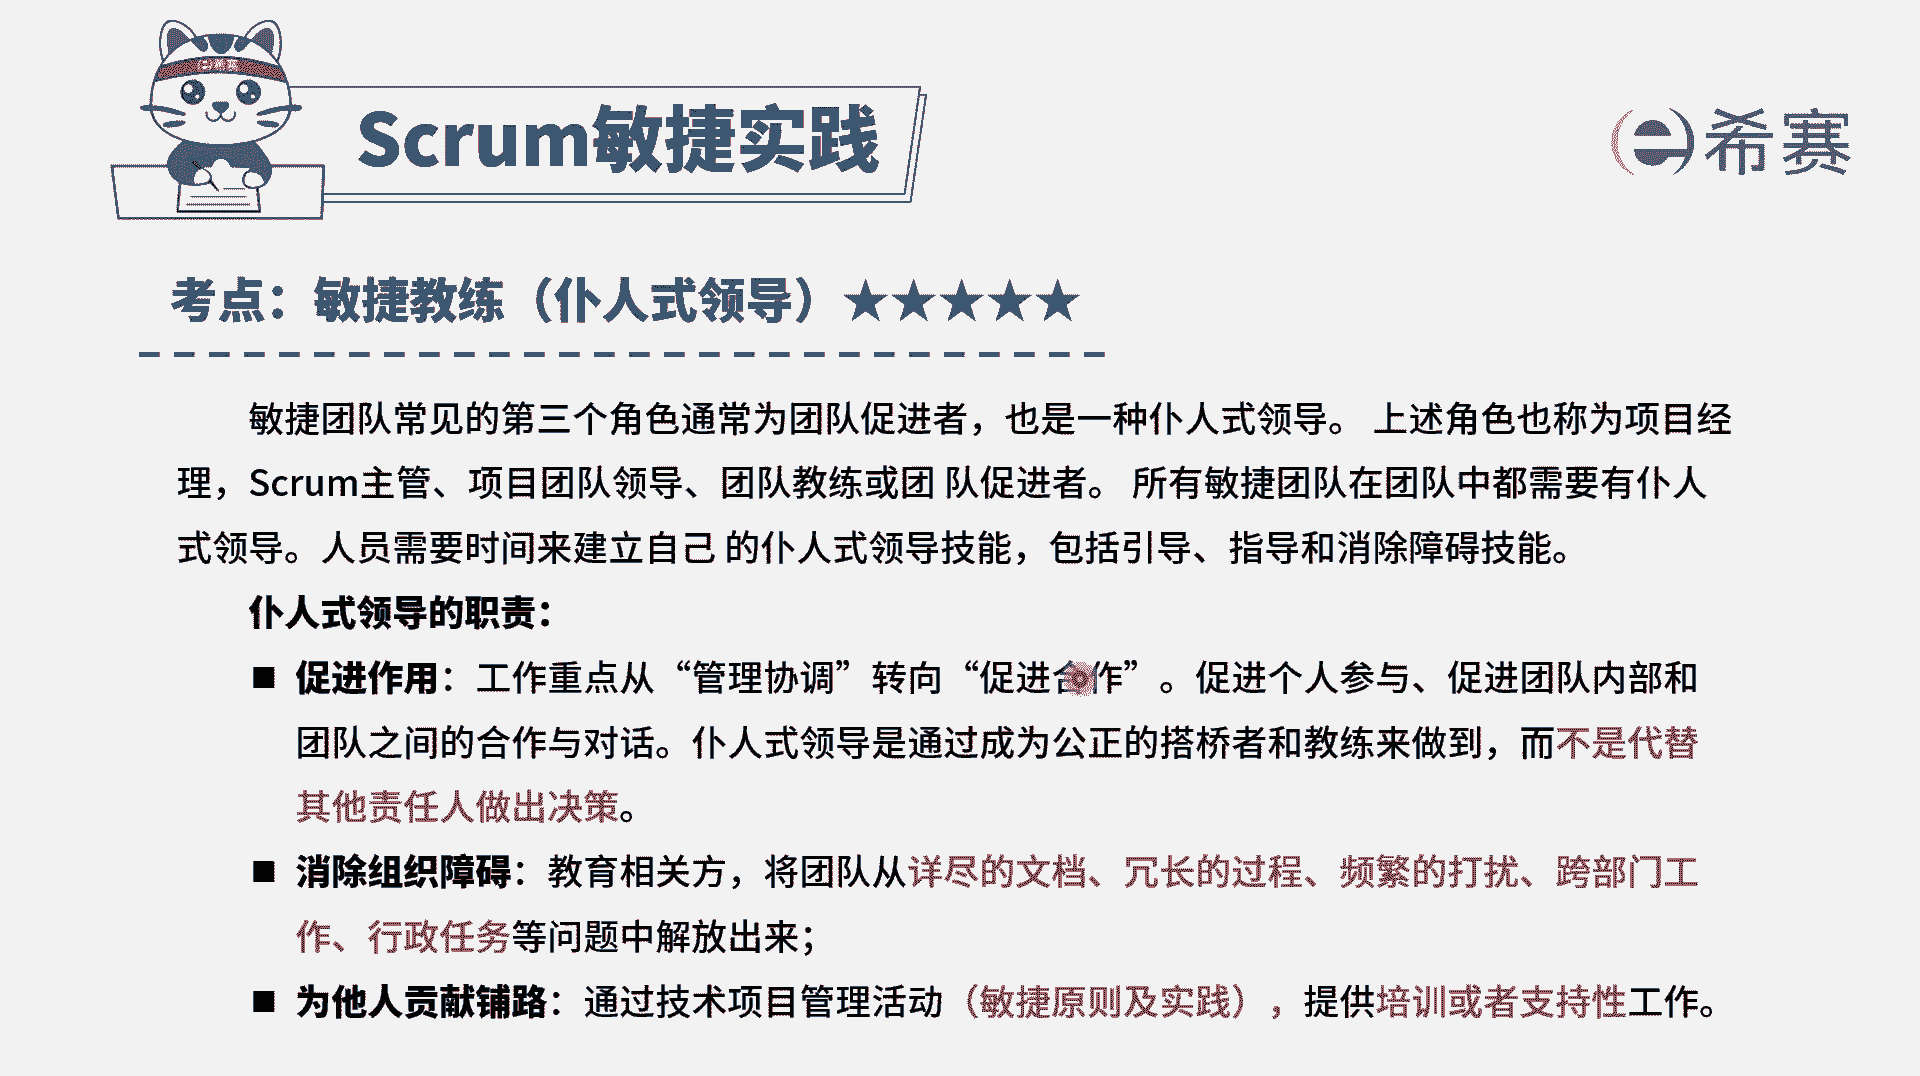 Scrum敏捷实践
希赛
考点：敏捷教练（仆人式领导）★★★★★
敏捷团队常见的第三个角色通常为团队促进者，也是一种仆人式领导。 上述角色也称为项目经
理，Scrum主管、项目团队领导、团队教练或团 队促进者。 所有敏捷团队在团队中都需要有仆人
式领导。人员需要时间来建立自己 的仆人式领导技能，包括引导、指导和消除障碍技能。
仆人式领导的职责：
■ 促进作用：工作重点从“管理协调”转向“促进合作”。促进个人参与、促进团队内部和
团队之间的合作与对话。仆人式领导是通过成为公正的搭桥者和教练来做到，而不是代替
其他责任人做出决策。
■ 消除组织障碍：教育相关方，将团队从详尽的文档、冗长的过程、频繁的打扰、跨部门工
作、行政任务等问题中解放出来；
■ 为他人贡献铺路：通过技术项目管理活动（敏捷原则及实践），提供培训或者支持性工作。